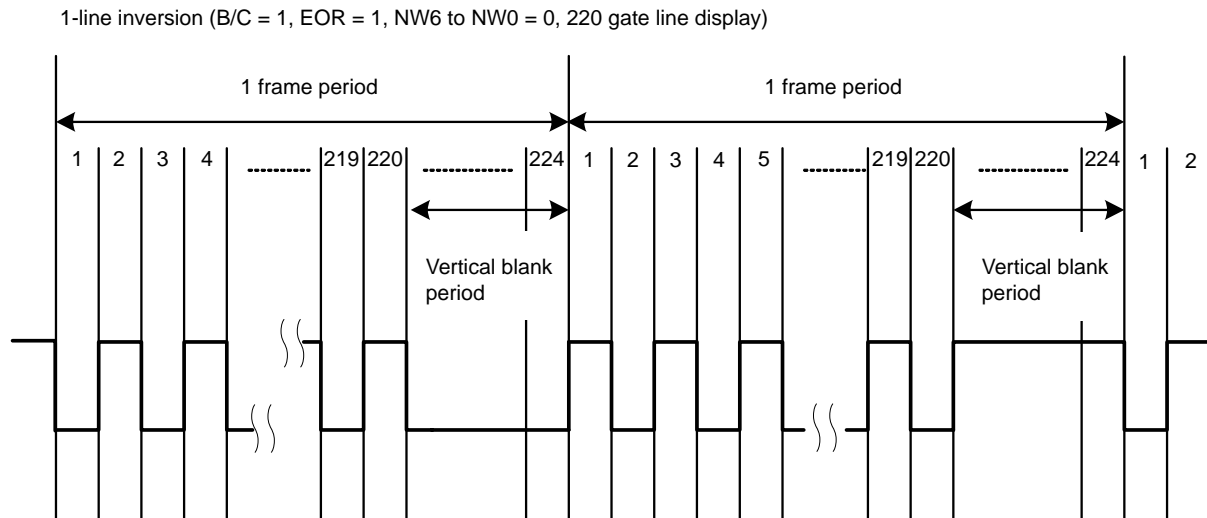 1-line inversion (B/C = 1, EOR = 1, NW6 to NW0 = 0, 220 gate line display)
1 frame period 1 frame period
1 2 3 4 ........... 219 220 ................ 224 1 2 3 4 5 ........... 219 220 ................ 224 1 2
Vertical blank Vertical blank
period period